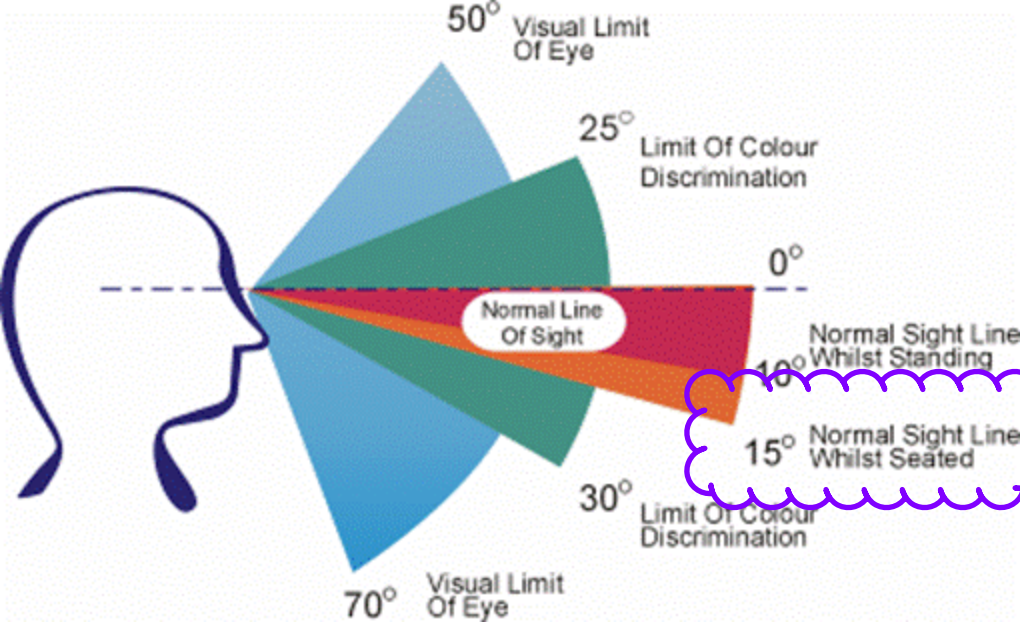 50°
Visual Limit
Of Eye
25°
Limit Of Colour
Discrimination
0°
Normal Line
Of Sight
Normal Sight Line
10° Whilst Standing
15° Normal Sight Line
Whilst Seated
30°
Limit Of Colour
Discrimination
70°
Visual Limit
Of Eye